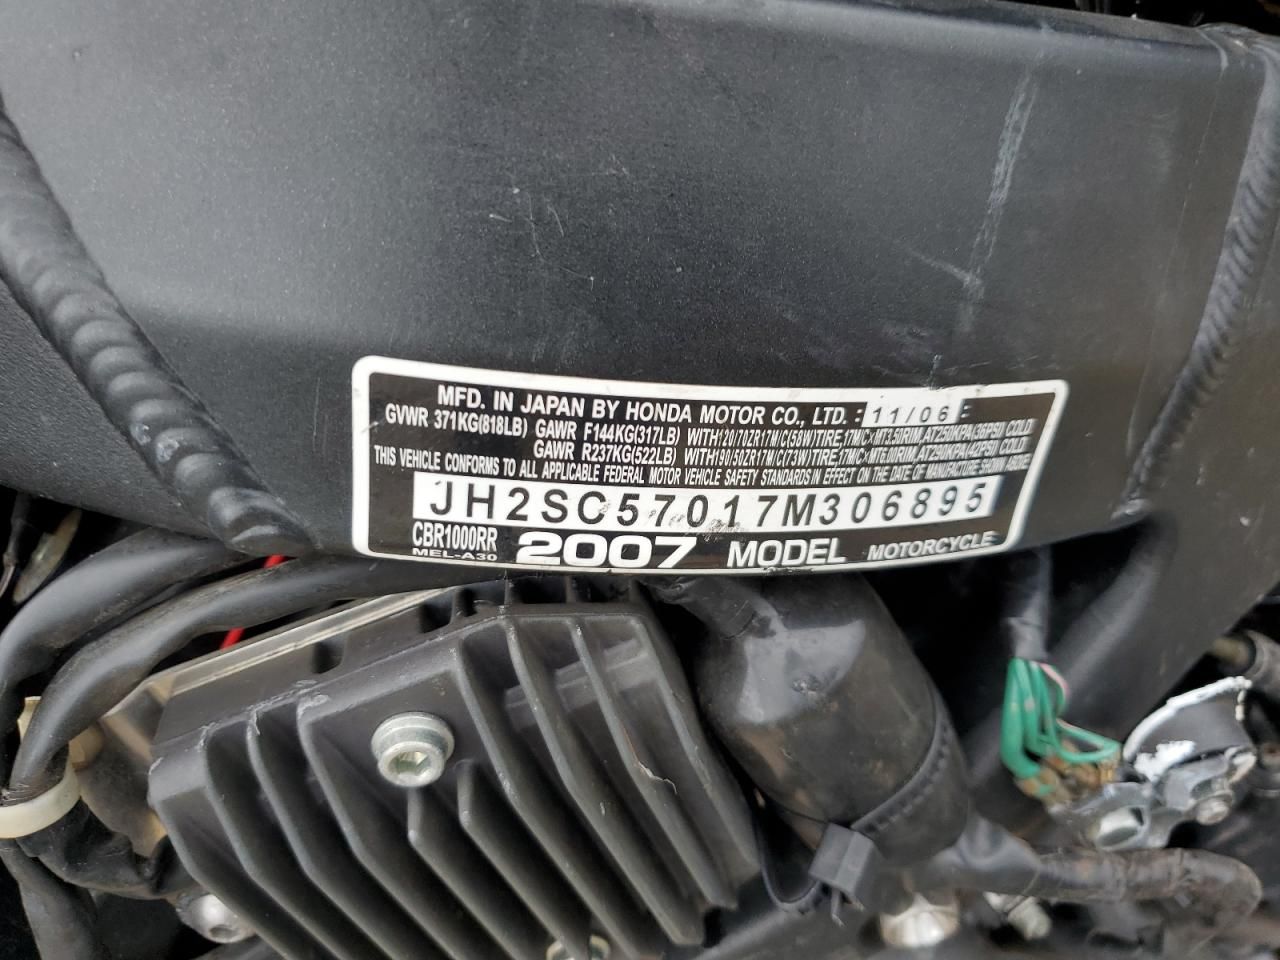 MFD. IN JAPAN BY HONDA MOTOR CO., LTD. : 11/06 E
GVWR 371KG(818LB) GAWR F144KG(317LB) WITH120/70ZR17M/C(58W)TIRE,17M/C×MT3.50RIM,AT250KPA(36PSI) COLD
GAWR R237KG(522LB) WITH190/50ZR17M/C(73W)TIRE,17M/C×MT6.00RIM,AT290KPA(42PSI) COLD
THIS VEHICLE CONFORMS TO ALL APPLICABLE FEDERAL MOTOR VEHICLE SAFETY STANDARDS IN EFFECT ON THE DATE OF MANUFACTURE SHOWN ABOVE
JH2SC57017M306895
CBR1000RR 2007 MODEL MOTORCYCLE
MEL-A30